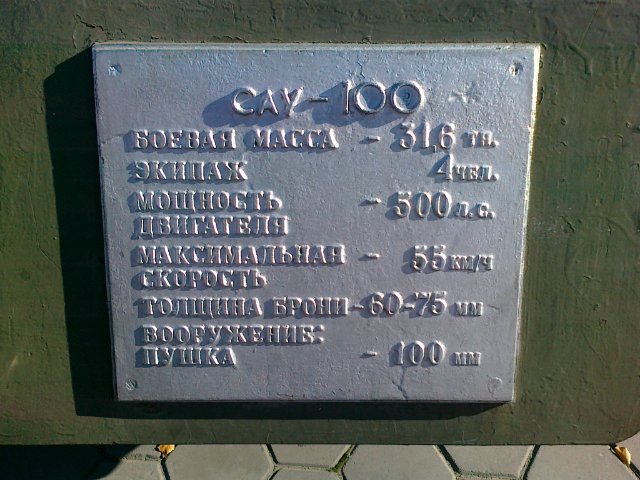 САУ-100
БОЕВАЯ МАССА - 31,6 тн.
ЭКИПАЖ 4 чел.
МОЩНОСТЬ - 500 л.с.
ДВИГАТЕЛЯ
МАКСИМАЛЬНАЯ - 55 км/ч
СКОРОСТЬ
ТОЛЩИНА БРОНИ - 60-75 мм
ВООРУЖЕНИЕ:
ПУШКА - 100 мм